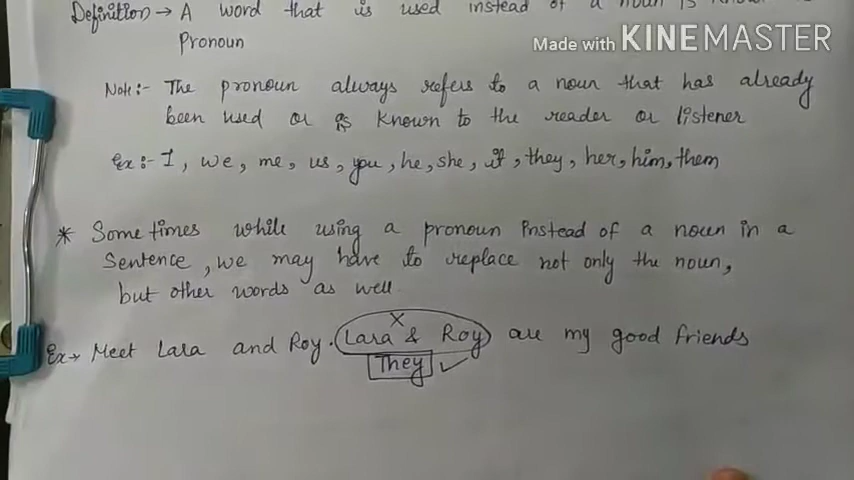 Definition → A word that is used instead of a noun is
Pronoun
Made with KINEMASTER
Note:- The pronoun always refers to a noun that has already
been used or is known to the reader or listener
Ex:- I, we, me, us, you, he, she, it, they, her, him, them
* Some times while using a pronoun instead of a noun in a
Sentence, we may have to replace not only the noun,
but other words as well
Ex→ Meet Lara and Roy. Lara & Roy are my good friends
X
They ✓